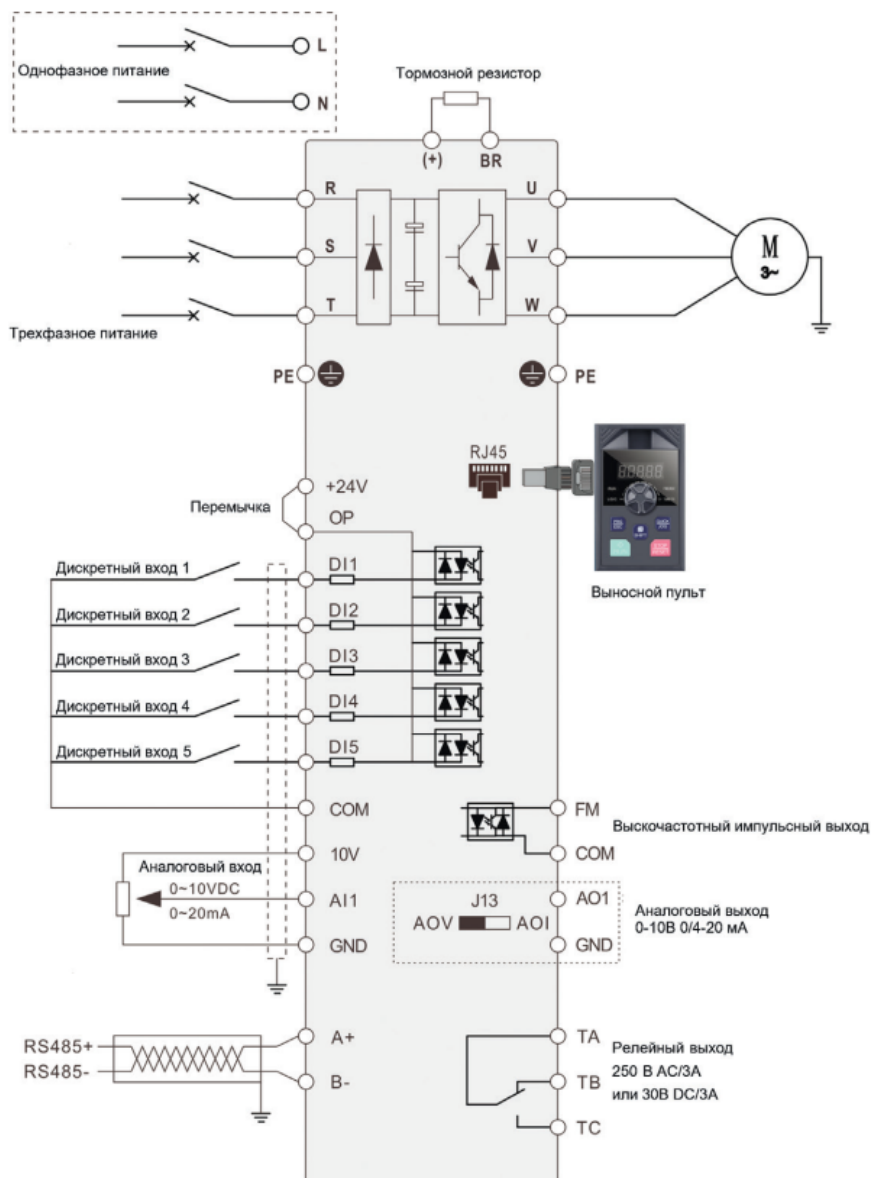 L
Однофазное питание
N
Тормозной резистор
(+)
BR
R
U
S
V
M
3~
T
W
Трехфазное питание
PE
PE
RJ45
+24V
Перемычка
OP
Выносной пульт
Дискретный вход 1
DI1
Дискретный вход 2
DI2
Дискретный вход 3
DI3
Дискретный вход 4
DI4
Дискретный вход 5
DI5
COM
FM
Выскочастотный импульсный выход
10V
COM
Аналоговый вход
0~10VDC
0~20mA
AI1
J13
AOV
AOI
AO1
Аналоговый выход
0-10В 0/4-20 мА
GND
GND
RS485+
RS485-
A+
B-
TA
Релейный выход
250 В AC/3A
TB
или 30В DC/3A
TC